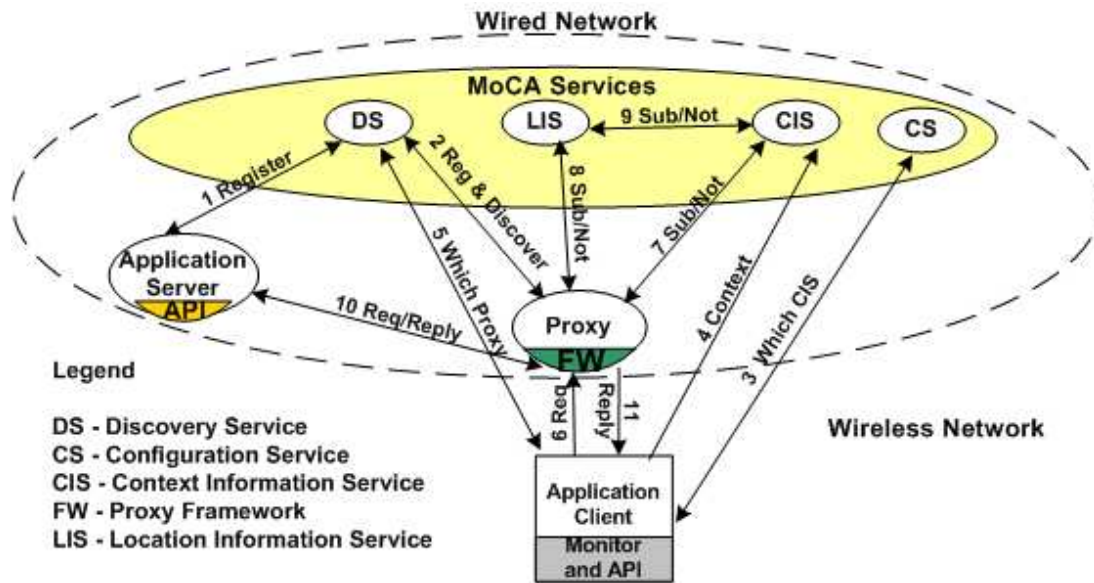 Wired Network
MoCA Services
DS
LIS
9 Sub/Not
CIS
CS
1 Register
2 Reg & Discover
8 Sub/Not
7 Sub/Not
Application
Server
API
5 Which Proxy
10 Req/Reply
Proxy
FW
4 Context
3 Which CIS
6 Req
11
Reply
Legend
DS - Discovery Service
CS - Configuration Service
CIS - Context Information Service
FW - Proxy Framework
LIS - Location Information Service
Wireless Network
Application
Client
Monitor
and API